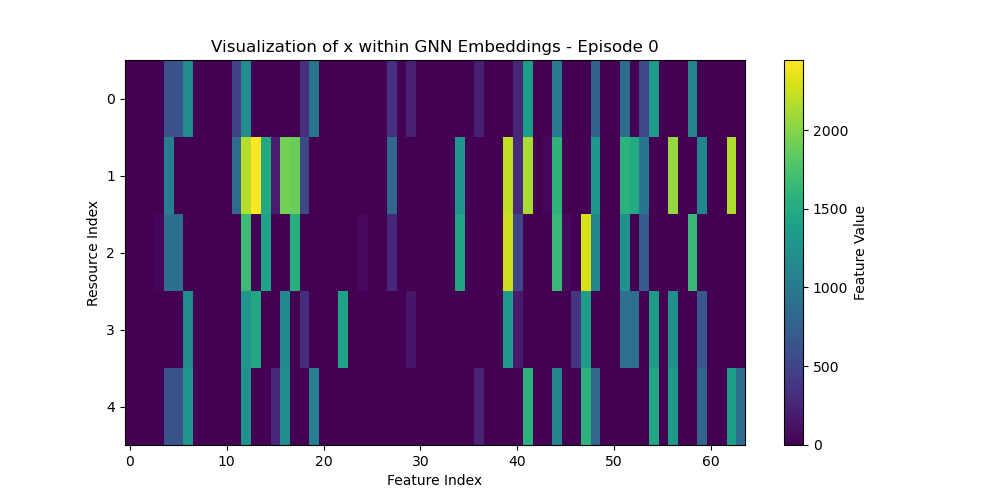 Visualization of x within GNN Embeddings - Episode 0
Resource Index
0
1
2
3
4
0 10 20 30 40 50 60
Feature Index
2000
1500
1000
500
0
Feature Value